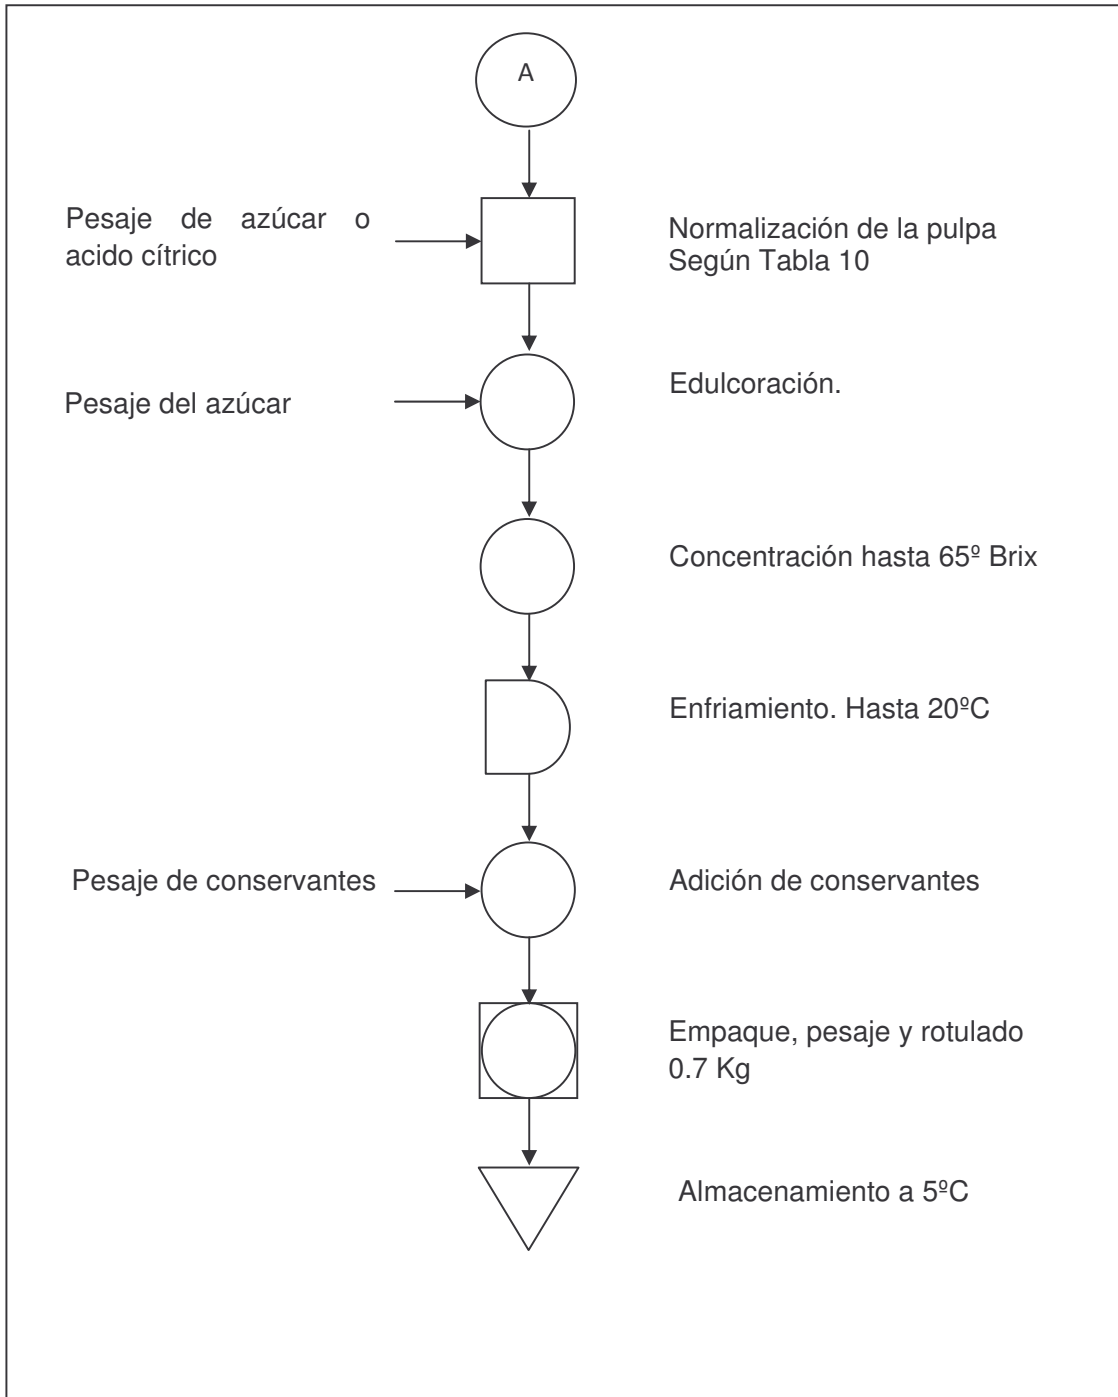 A
Pesaje de azúcar o
acido cítrico
Normalización de la pulpa
Según Tabla 10
Pesaje del azúcar
Edulcoración.
Concentración hasta 65º Brix
Enfriamiento. Hasta 20ºC
Pesaje de conservantes
Adición de conservantes
Empaque, pesaje y rotulado
0.7 Kg
Almacenamiento a 5ºC